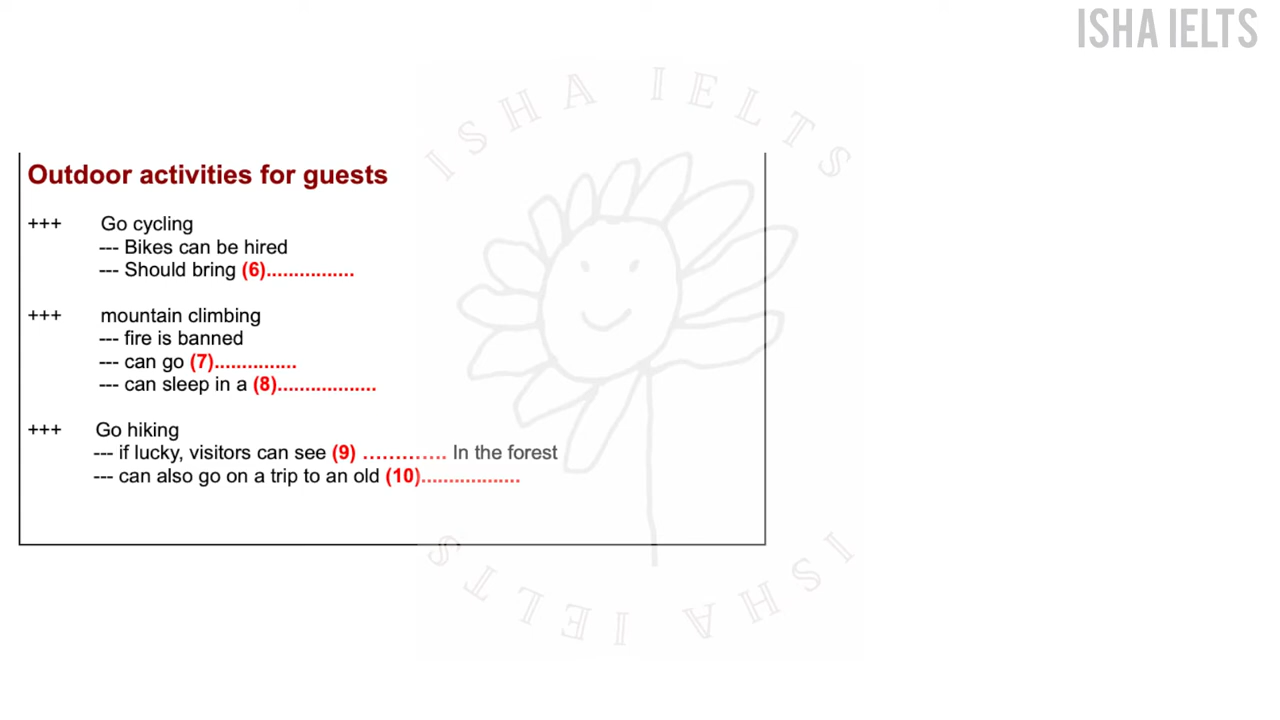 ISHA IELTS
ISHA IELTS
Outdoor activities for guests
+++ Go cycling
--- Bikes can be hired
--- Should bring (6)................
+++ mountain climbing
--- fire is banned
--- can go (7)...............
--- can sleep in a (8)..................
+++ Go hiking
--- if lucky, visitors can see (9) ............. In the forest
--- can also go on a trip to an old (10)..................
ISHA IELTS